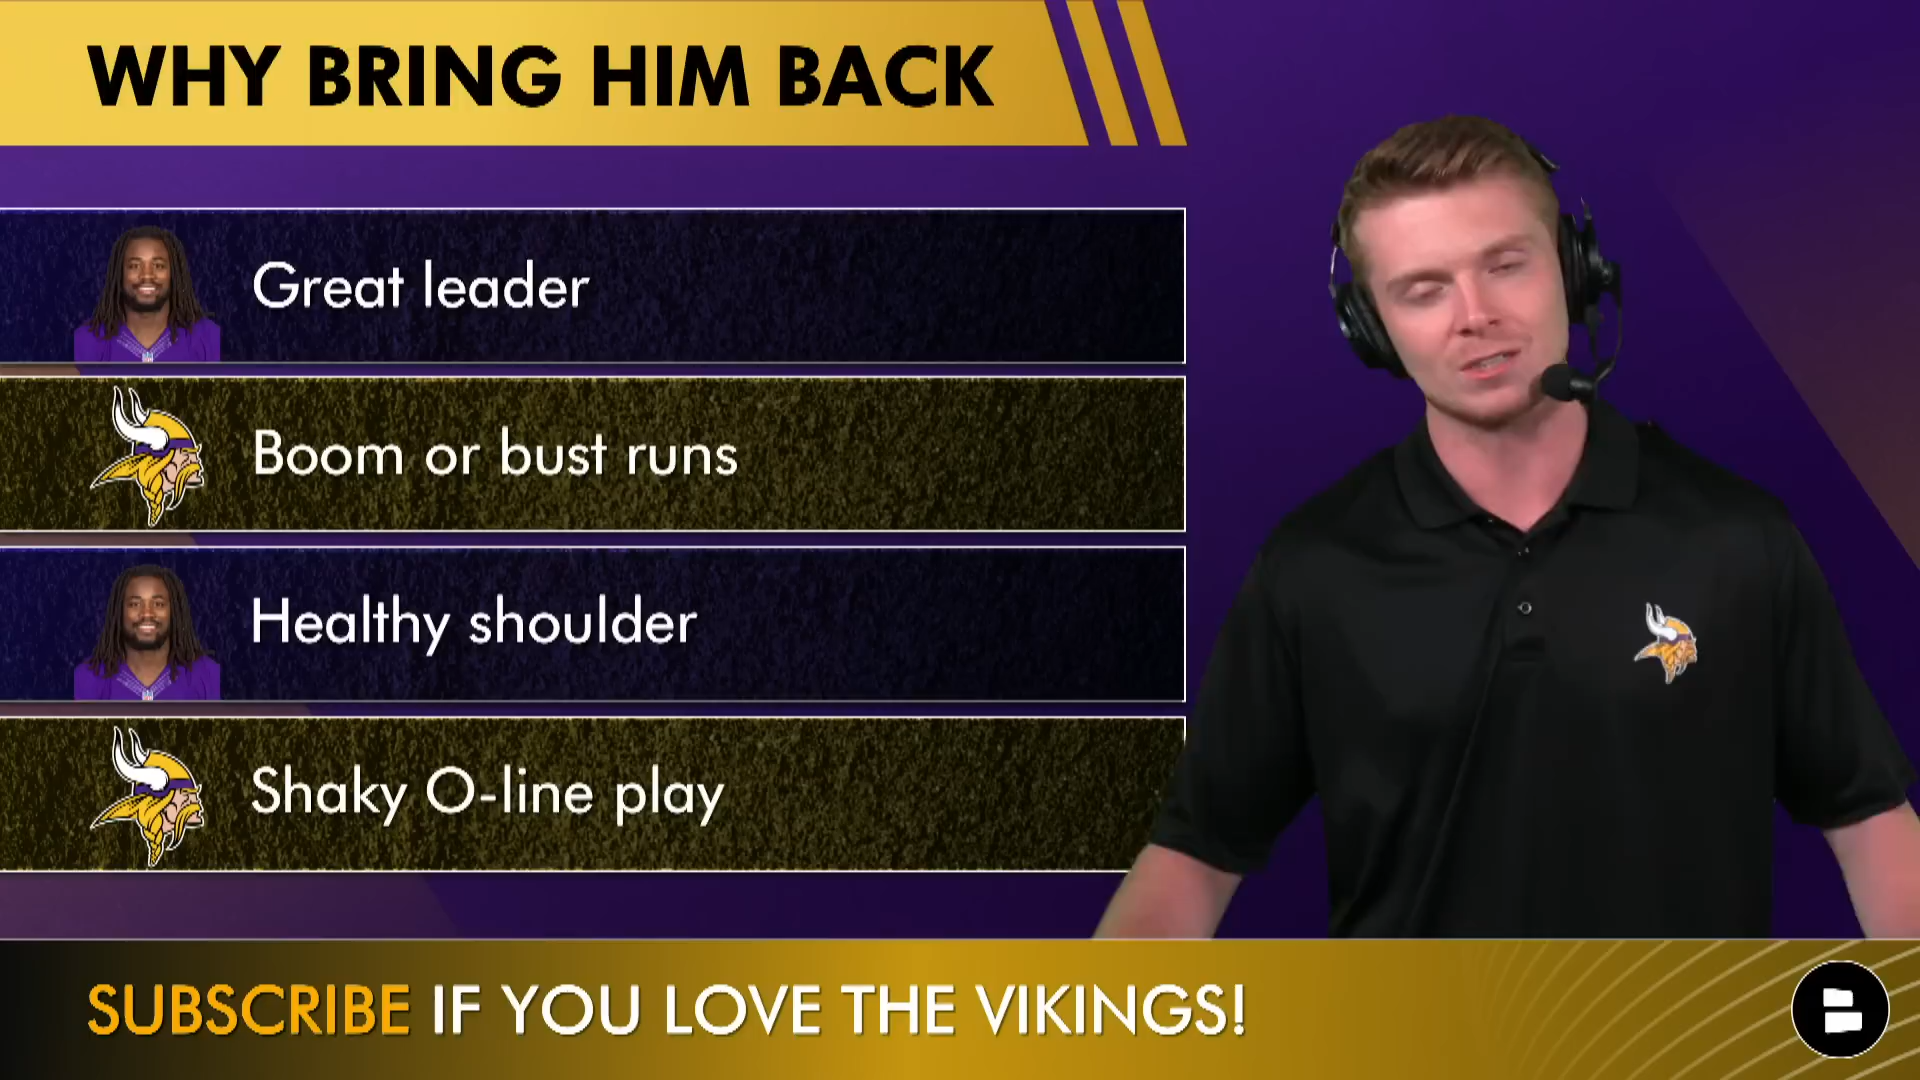 WHY BRING HIM BACK
Great leader
Boom or bust runs
Healthy shoulder
Shaky O-line play
SUBSCRIBE IF YOU LOVE THE VIKINGS!